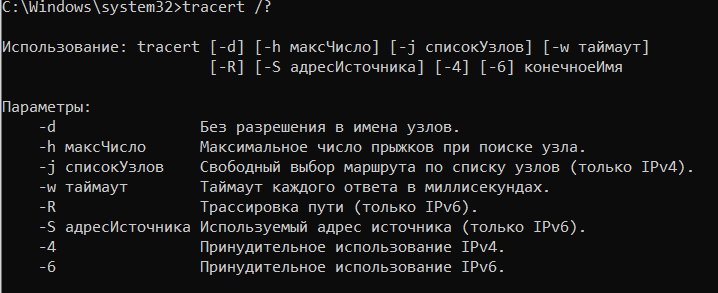 C:\Windows\system32>tracert /?
Использование: tracert [-d] [-h максЧисло] [-j списокУзлов] [-w таймаут]
[-R] [-S адресИсточника] [-4] [-6] конечноеИмя
Параметры:
-d Без разрешения в имена узлов.
-h максЧисло Максимальное число прыжков при поиске узла.
-j списокУзлов Свободный выбор маршрута по списку узлов (только IPv4).
-w таймаут Таймаут каждого ответа в миллисекундах.
-R Трассировка пути (только IPv6).
-S адресИсточника Используемый адрес источника (только IPv6).
-4 Принудительное использование IPv4.
-6 Принудительное использование IPv6.